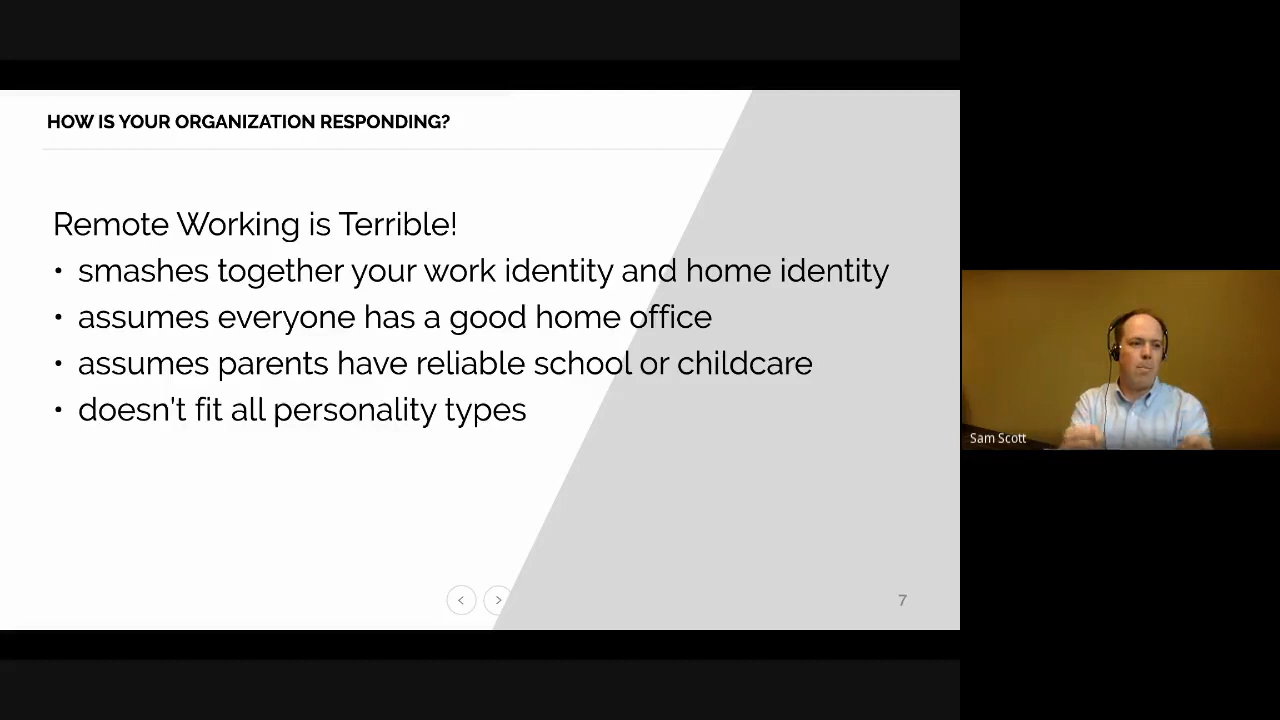 HOW IS YOUR ORGANIZATION RESPONDING?
Remote Working is Terrible!
• smashes together your work identity and home identity
• assumes everyone has a good home office
• assumes parents have reliable school or childcare
• doesn't fit all personality types
7
Sam Scott